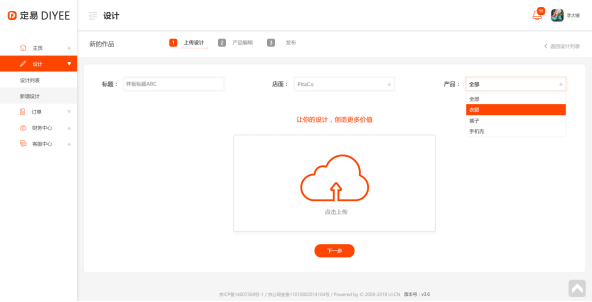 定易 DIYEE
设计
李大嘴
主页
设计
设计列表
新增设计
订单
财务中心
客服中心
新的作品
1 上传设计
2 产品编辑
3 发布
返回设计列表
标题：
样板标题ABC
店面：
PitaCo
产品：
全部
全部
衣服
裤子
手机壳
让你的设计，创造更多价值
点击上传
下一步
Powered by © 2009-2018 UI.CN
版本号：v3.0